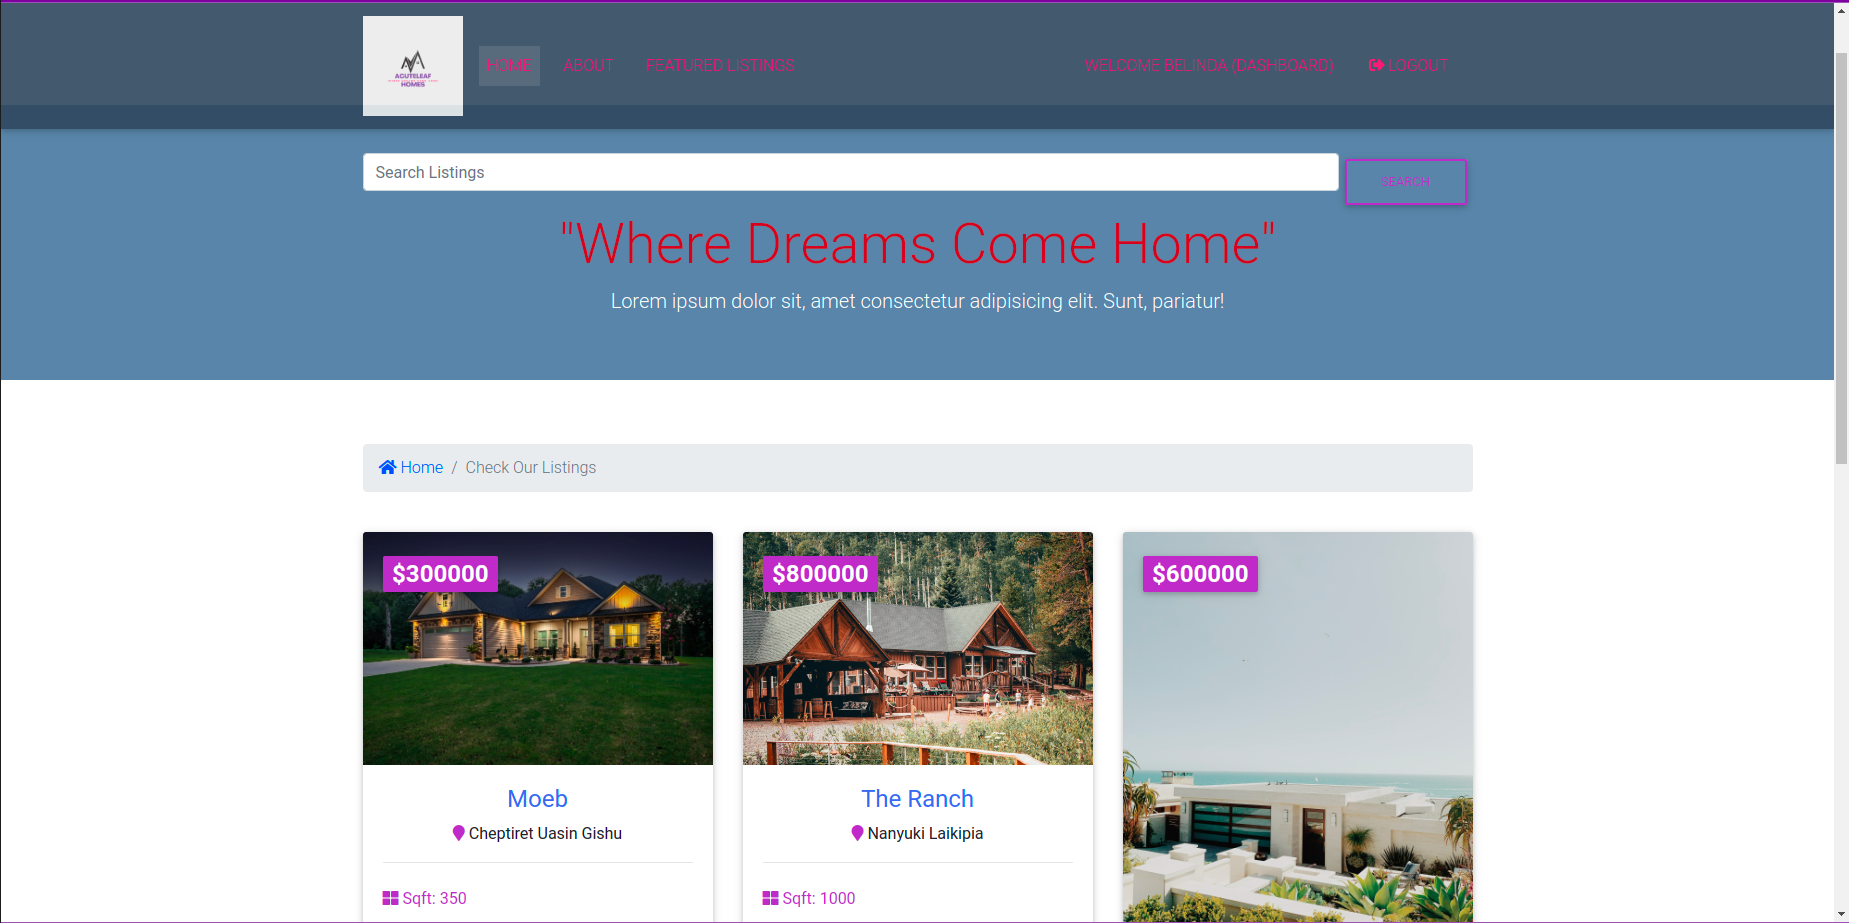 ACUTELEAF
HOMES
HOME
ABOUT
FEATURED LISTINGS
WELCOME BELINDA (DASHBOARD)
LOGOUT
Search Listings
SEARCH
"Where Dreams Come Home"
Lorem ipsum dolor sit, amet consectetur adipisicing elit. Sunt, pariatur!
Home / Check Our Listings
$300000
$800000
$600000
Moeb
Cheptiret Uasin Gishu
Sqft: 350
The Ranch
Nanyuki Laikipia
Sqft: 1000